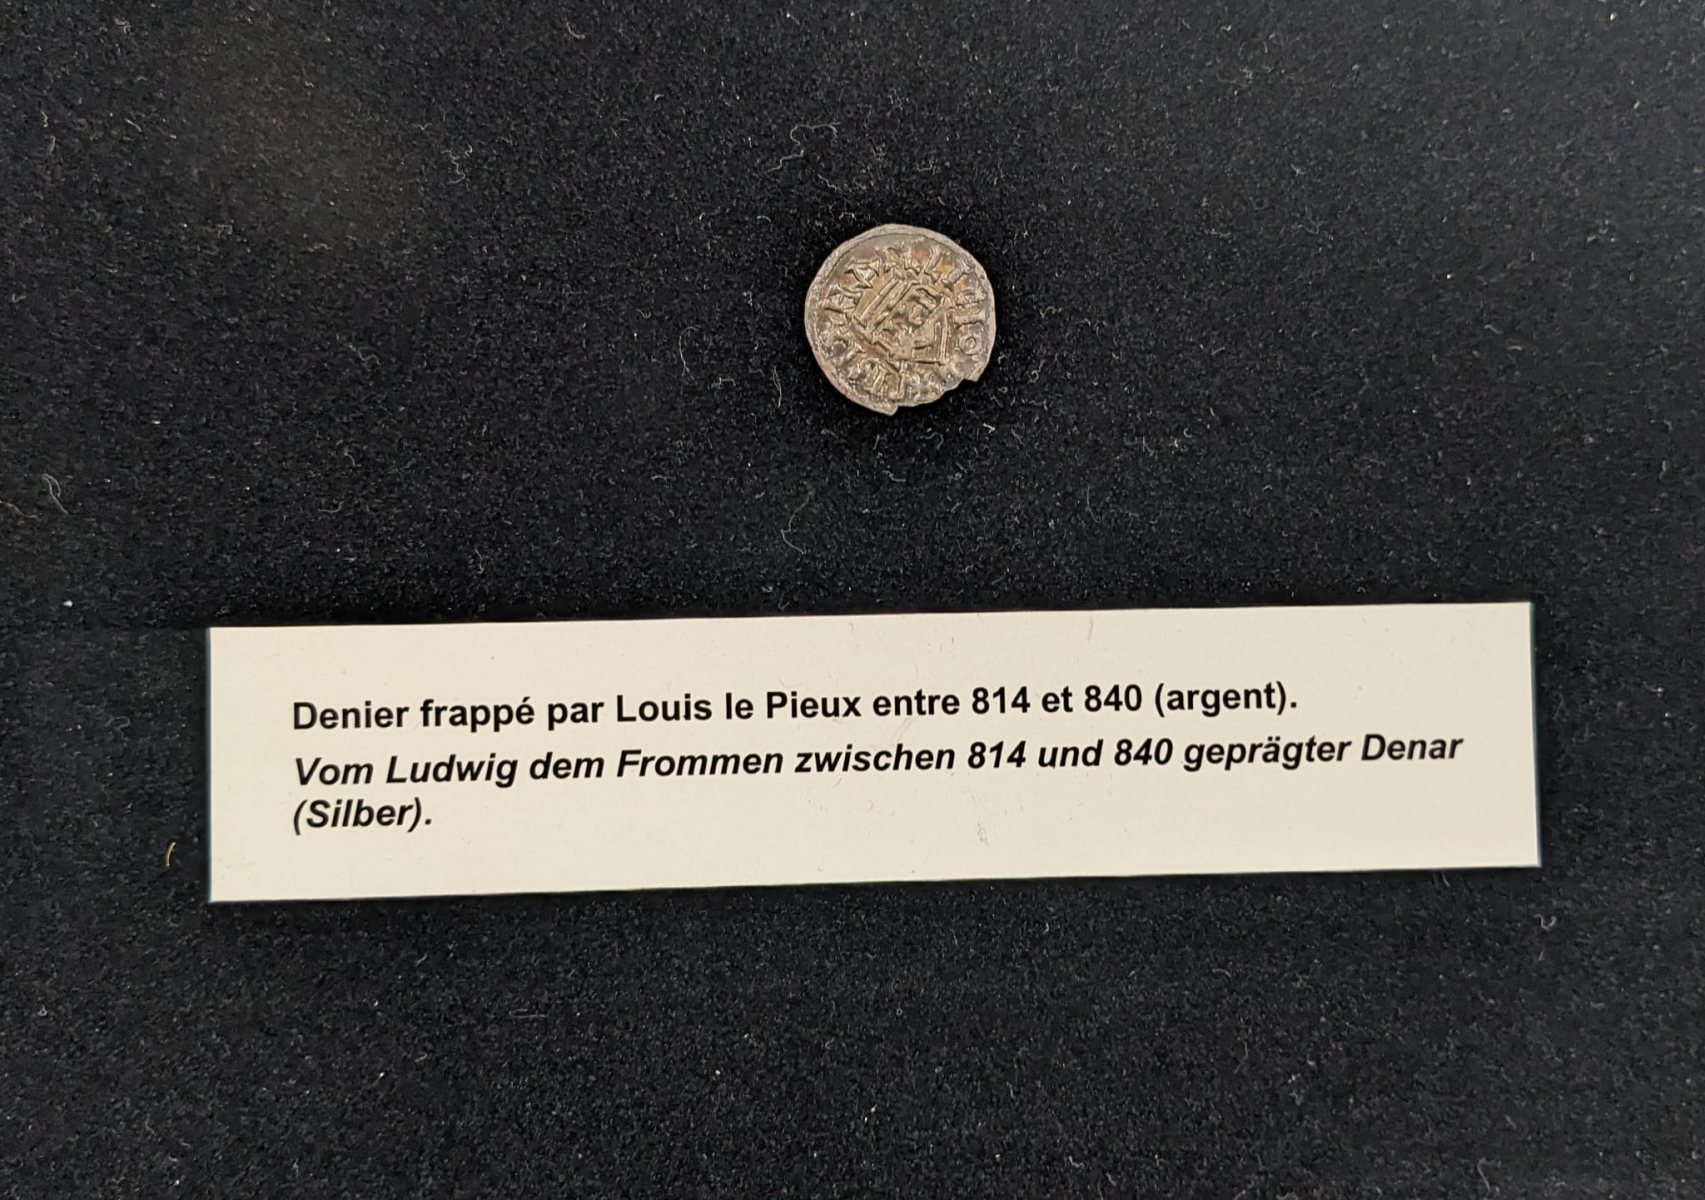 Denier frappé par Louis le Pieux entre 814 et 840 (argent).
Vom Ludwig dem Frommen zwischen 814 und 840 geprägter Denar
(Silber).